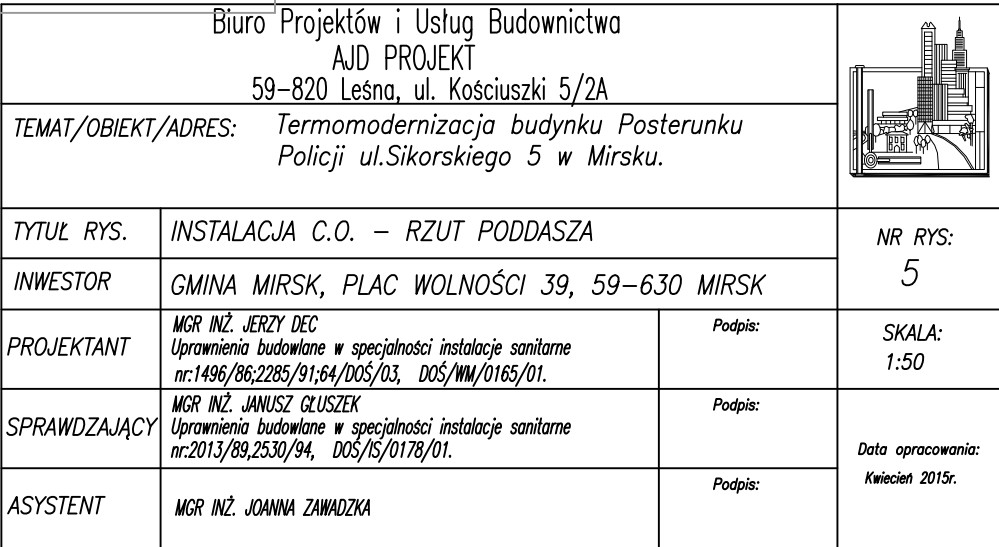 Biuro Projektów i Usług Budownictwa
AJD PROJEKT
59-820 Leśna, ul. Kościuszki 5/2A
TEMAT/OBIEKT/ADRES: Termomodernizacja budynku Posterunku
Policji ul.Sikorskiego 5 w Mirsku.
TYTUŁ RYS. INSTALACJA C.O. - RZUT PODDASZA
NR RYS:
5
INWESTOR GMINA MIRSK, PLAC WOLNOŚCI 39, 59-630 MIRSK
PROJEKTANT
MGR INŻ. JERZY DEC
Uprawnienia budowlane w specjalności instalacje sanitarne
nr:1496/86;2285/91;64/DOŚ/03, DOŚ/WM/0165/01.
Podpis:
SKALA:
1:50
SPRAWDZAJĄCY
MGR INŻ. JANUSZ GŁUSZEK
Uprawnienia budowlane w specjalności instalacje sanitarne
nr:2013/89,2530/94, DOŚ/IS/0178/01.
Podpis:
Data opracowania:
Kwiecień 2015r.
ASYSTENT
MGR INŻ. JOANNA ZAWADZKA
Podpis: